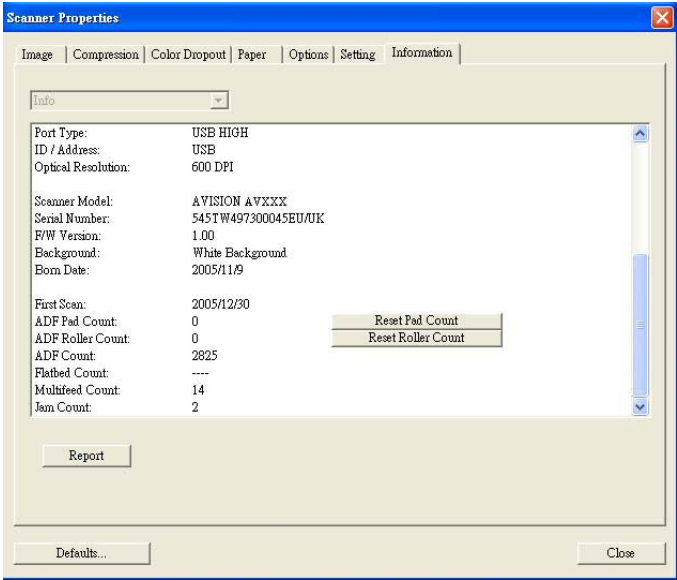 Scanner Properties
Image Compression Color Dropout Paper Options Setting Information
Info
Port Type: USB HIGH
ID / Address: USB
Optical Resolution: 600 DPI
Scanner Model: AVISION AVXXX
Serial Number: 545TW497300045EU/UK
F/W Version: 1.00
Background: White Background
Born Date: 2005/11/9
First Scan: 2005/12/30
ADF Pad Count: 0 Reset Pad Count
ADF Roller Count: 0 Reset Roller Count
ADF Count: 2825
Flatbed Count: ----
Multifeed Count: 14
Jam Count: 2
Report
Defaults... Close